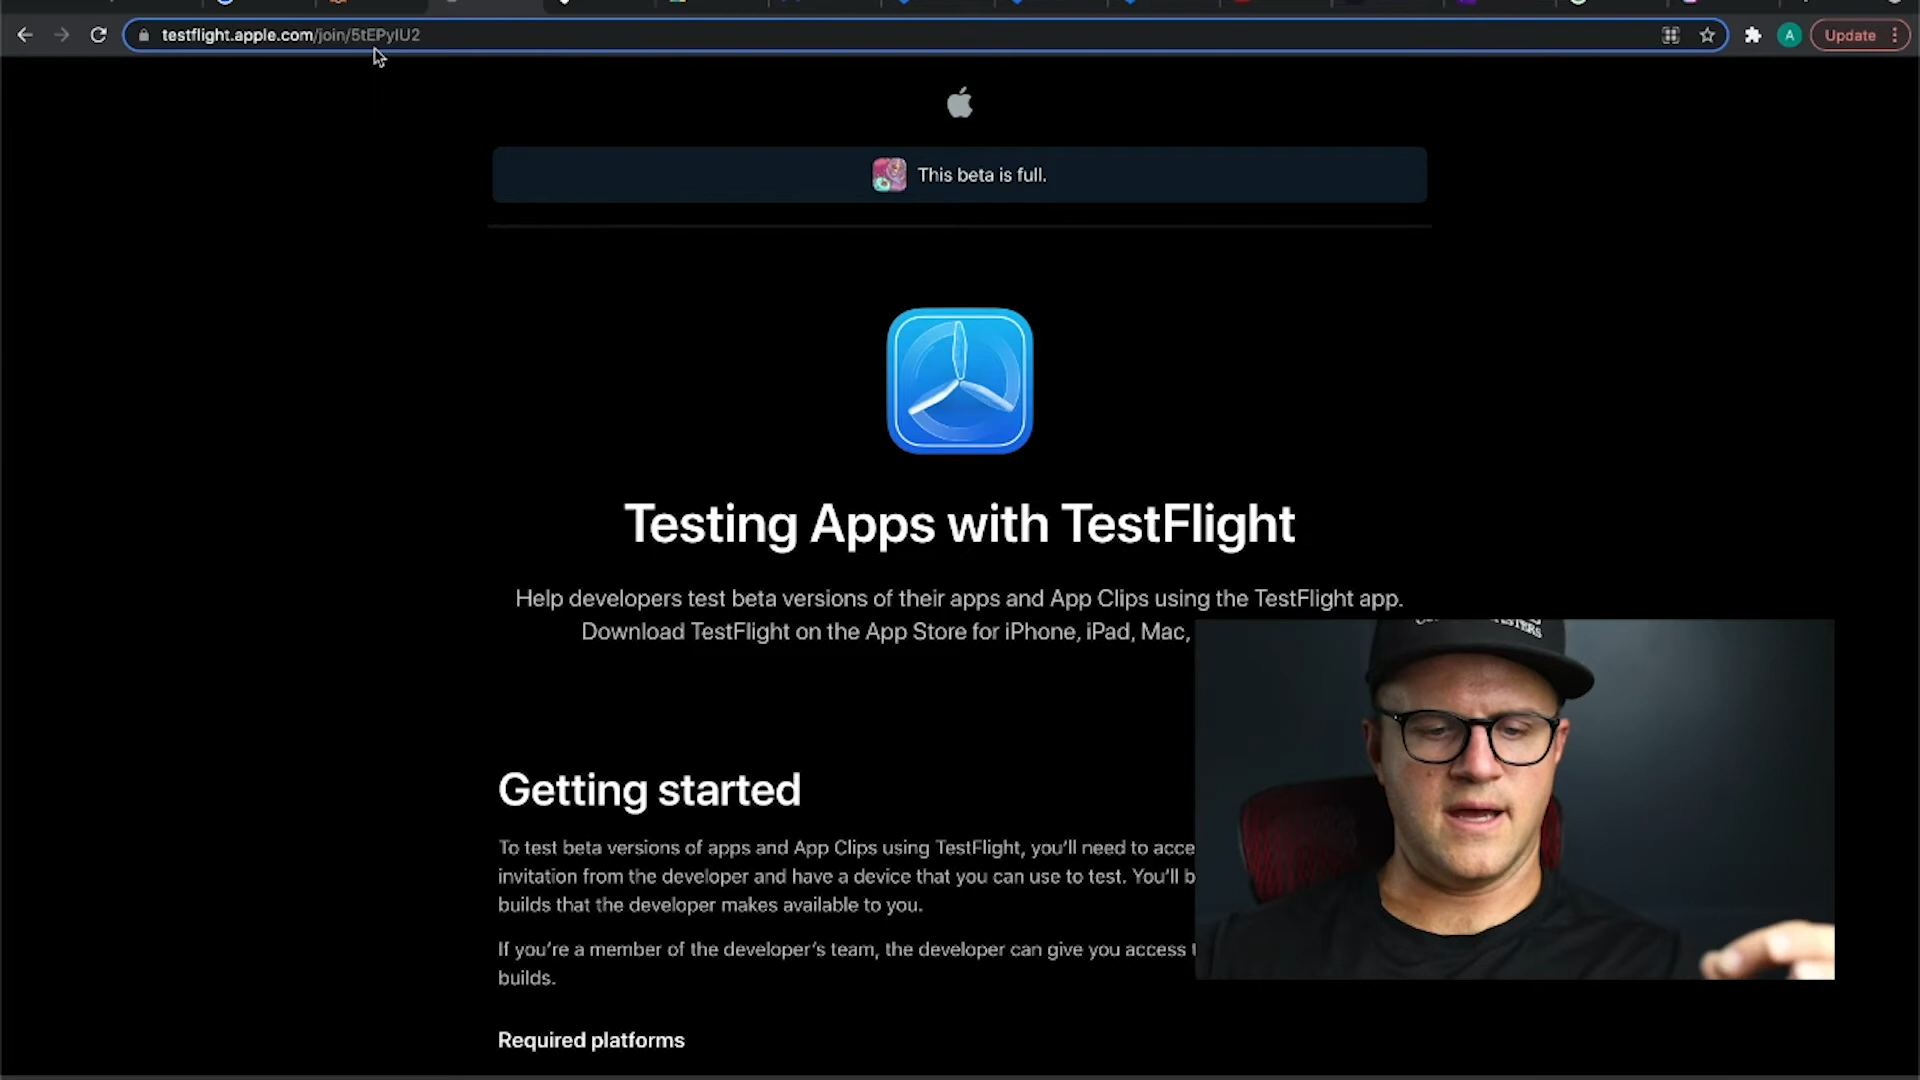 testflight.apple.com/join/5tEPyIU2
A
Update
This beta is full.
Testing Apps with TestFlight
Help developers test beta versions of their apps and App Clips using the TestFlight app.
Download TestFlight on the App Store for iPhone, iPad, Mac,
Getting started
To test beta versions of apps and App Clips using TestFlight, you'll need to acce
invitation from the developer and have a device that you can use to test. You'll b
builds that the developer makes available to you.
If you're a member of the developer's team, the developer can give you access t
builds.
Required platforms